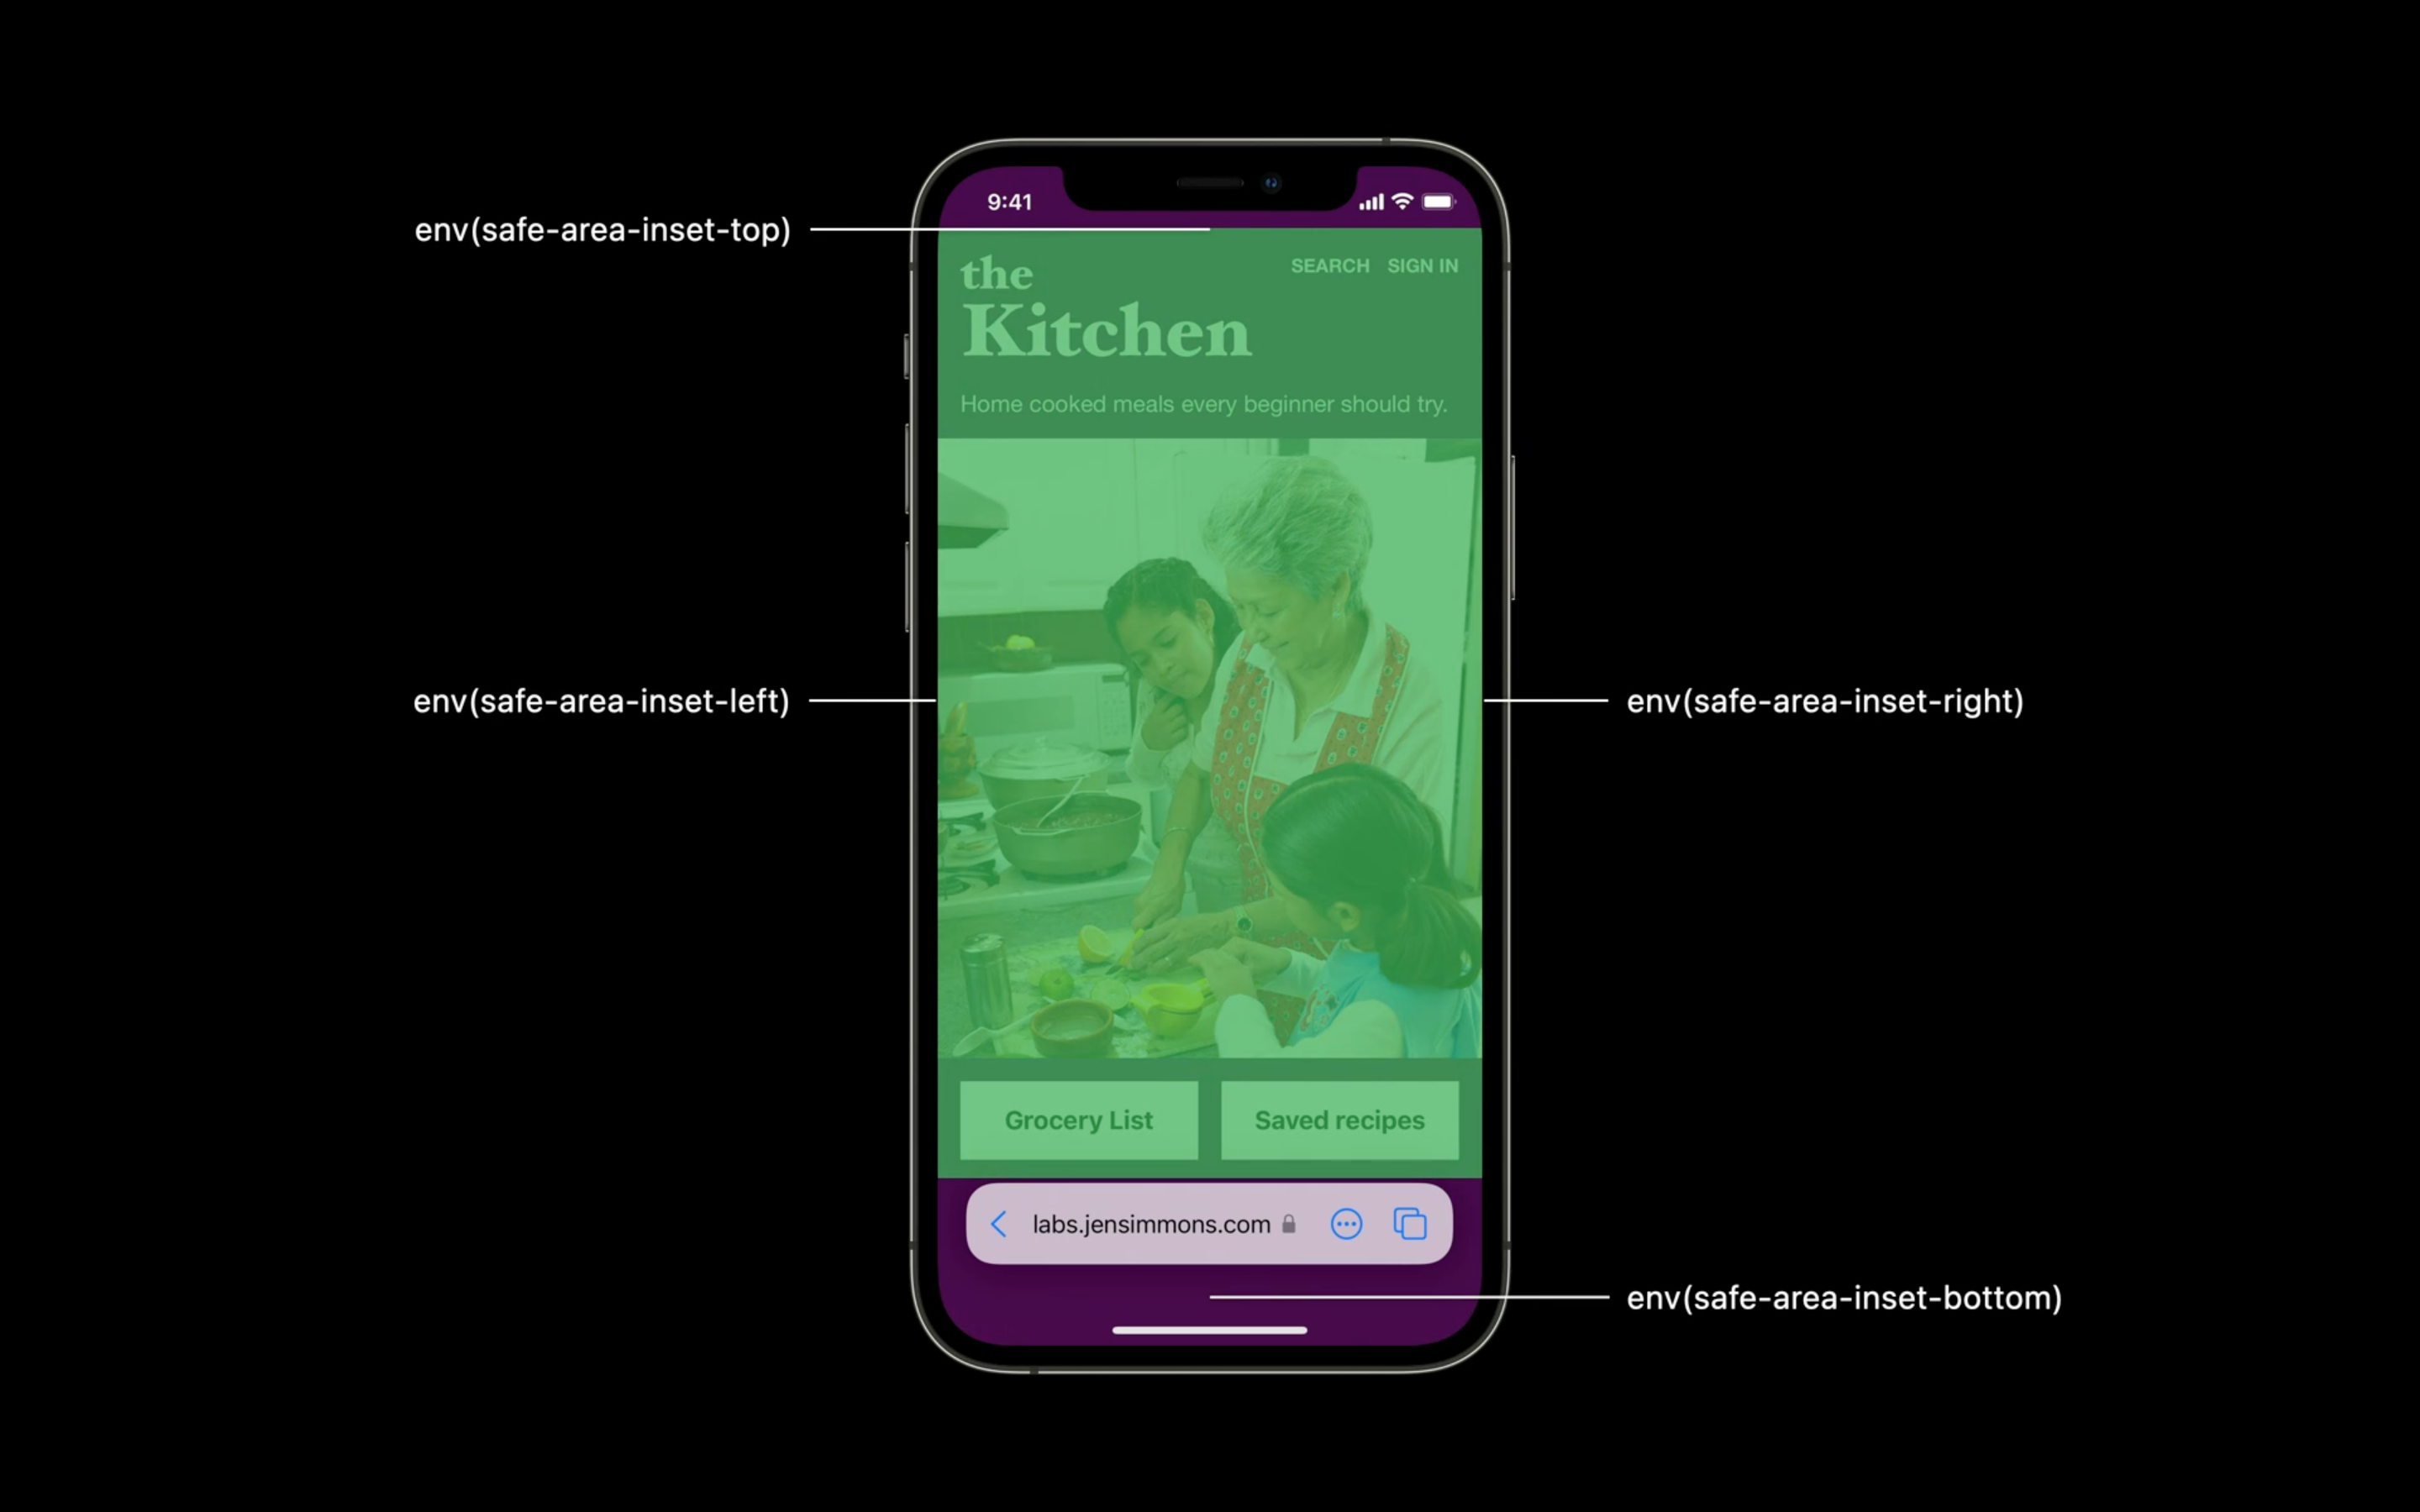 9:41
env(safe-area-inset-top)
the
Kitchen
SEARCH SIGN IN
Home cooked meals every beginner should try.
env(safe-area-inset-left)
env(safe-area-inset-right)
Grocery List
Saved recipes
labs.jensimmons.com
env(safe-area-inset-bottom)